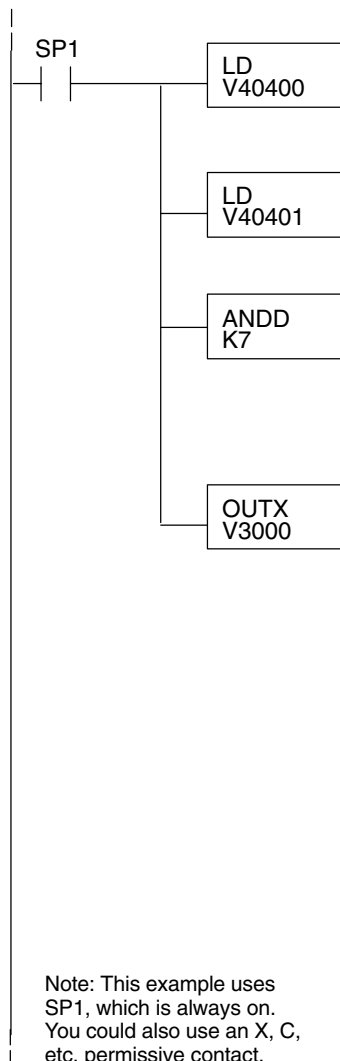 SP1
LD
V40400
LD
V40401
ANDD
K7
OUTX
V3000
Note: This example uses
SP1, which is always on.
You could also use an X, C,
etc. permissive contact.